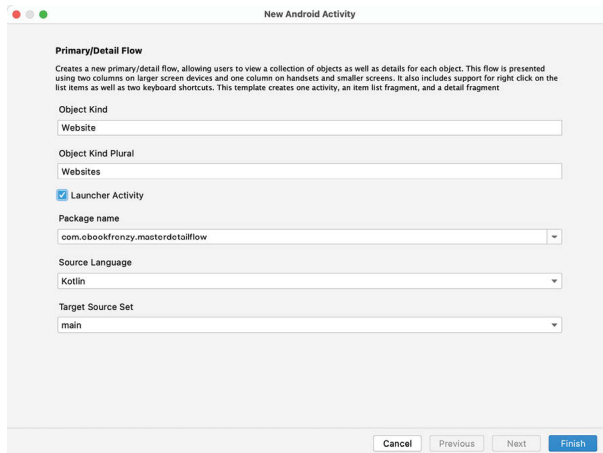 New Android Activity
Primary/Detail Flow
Creates a new primary/detail flow, allowing users to view a collection of objects as well as details for each object. This flow is presented
using two columns on larger screen devices and one column on handsets and smaller screens. It also includes support for right click on the
list items as well as two keyboard shortcuts. This template creates one activity, an item list fragment, and a detail fragment
Object Kind
Website
Object Kind Plural
Websites
Launcher Activity
Package name
com.ebookfrenzy.masterdetailflow
Source Language
Kotlin
Target Source Set
main
Cancel Previous Next Finish